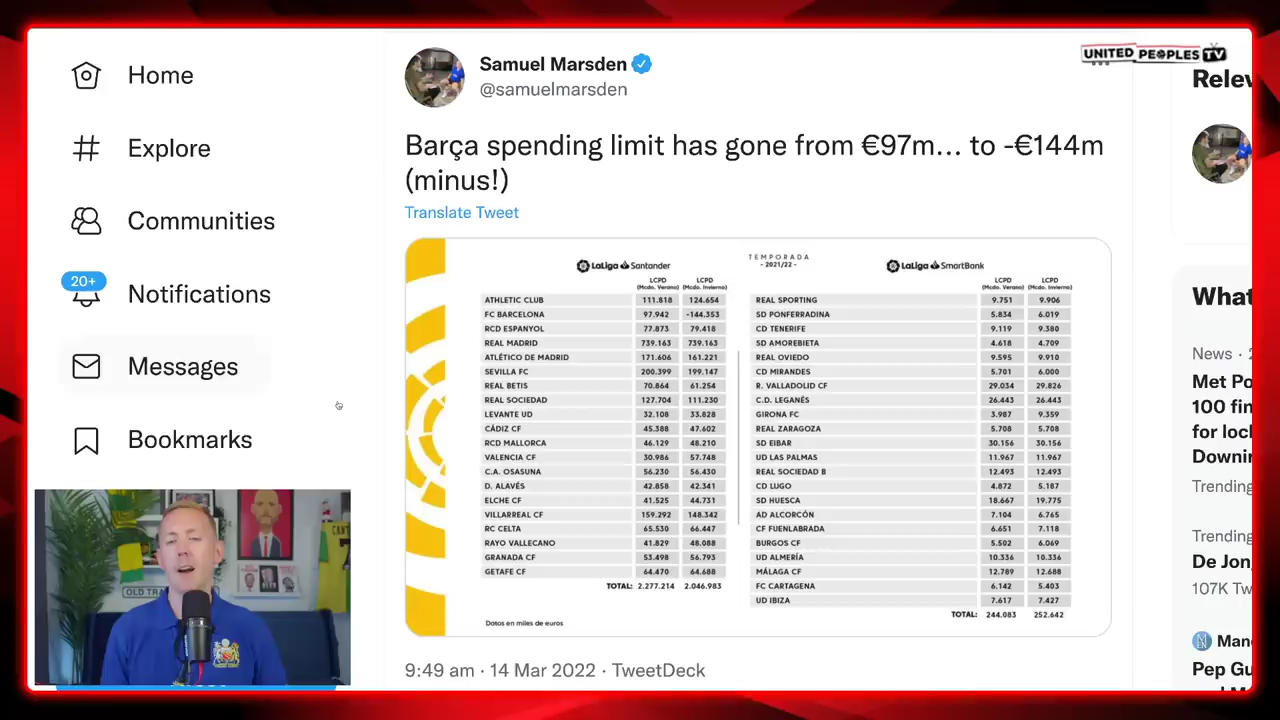 UNITED PEOPLES TV
Home
Explore
Communities
20+
Notifications
Messages
Bookmarks
Samuel Marsden
@samuelmarsden
Barça spending limit has gone from €97m… to -€144m
(minus!)
Translate Tweet
TEMPORADA
- 2021/22 -
LaLiga Santander
LCPD (Mcdo. Verano) LCPD (Mcdo. Invierno)
ATHLETIC CLUB 111.818 124.654
FC BARCELONA 97.942 -144.353
RCD ESPANYOL 77.873 79.418
REAL MADRID 739.163 739.163
ATLÉTICO DE MADRID 171.606 161.221
SEVILLA FC 200.399 199.147
REAL BETIS 70.864 61.254
REAL SOCIEDAD 127.704 111.230
LEVANTE UD 32.108 33.828
CÁDIZ CF 45.388 47.602
RCD MALLORCA 46.129 48.210
VALENCIA CF 30.986 57.748
C.A. OSASUNA 56.230 56.430
D. ALAVÉS 42.858 42.341
ELCHE CF 41.525 44.731
VILLARREAL CF 159.292 148.342
RC CELTA 65.530 66.447
RAYO VALLECANO 41.829 48.088
GRANADA CF 53.498 56.793
GETAFE CF 64.470 64.688
TOTAL: 2.277.214 2.046.983
Datos en miles de euros
LaLiga SmartBank
LCPD (Mcdo. Verano) LCPD (Mcdo. Invierno)
REAL SPORTING 9.751 9.906
SD PONFERRADINA 5.834 6.019
CD TENERIFE 9.119 9.380
SD AMOREBIETA 4.618 4.709
REAL OVIEDO 9.595 9.910
CD MIRANDES 5.701 6.000
R. VALLADOLID CF 29.034 29.826
C.D. LEGANÉS 26.443 26.443
GIRONA FC 3.987 9.359
REAL ZARAGOZA 5.708 5.708
SD EIBAR 30.156 30.156
UD LAS PALMAS 11.967 11.967
REAL SOCIEDAD B 12.493 12.493
CD LUGO 4.872 5.187
SD HUESCA 18.667 19.775
AD ALCORCÓN 7.104 6.765
CF FUENLABRADA 6.651 7.118
BURGOS CF 5.502 6.069
UD ALMERÍA 10.336 10.336
MÁLAGA CF 12.789 12.688
FC CARTAGENA 6.142 5.403
UD IBIZA 7.617 7.427
TOTAL: 244.083 252.642
9:49 am · 14 Mar 2022 · TweetDeck
Relev
What
News · 2
Met Po
100 fin
for loc
Downin
Trending
Trending
De Jon
107K Tw
Man
Pep Gu
OLD TRA
CANT